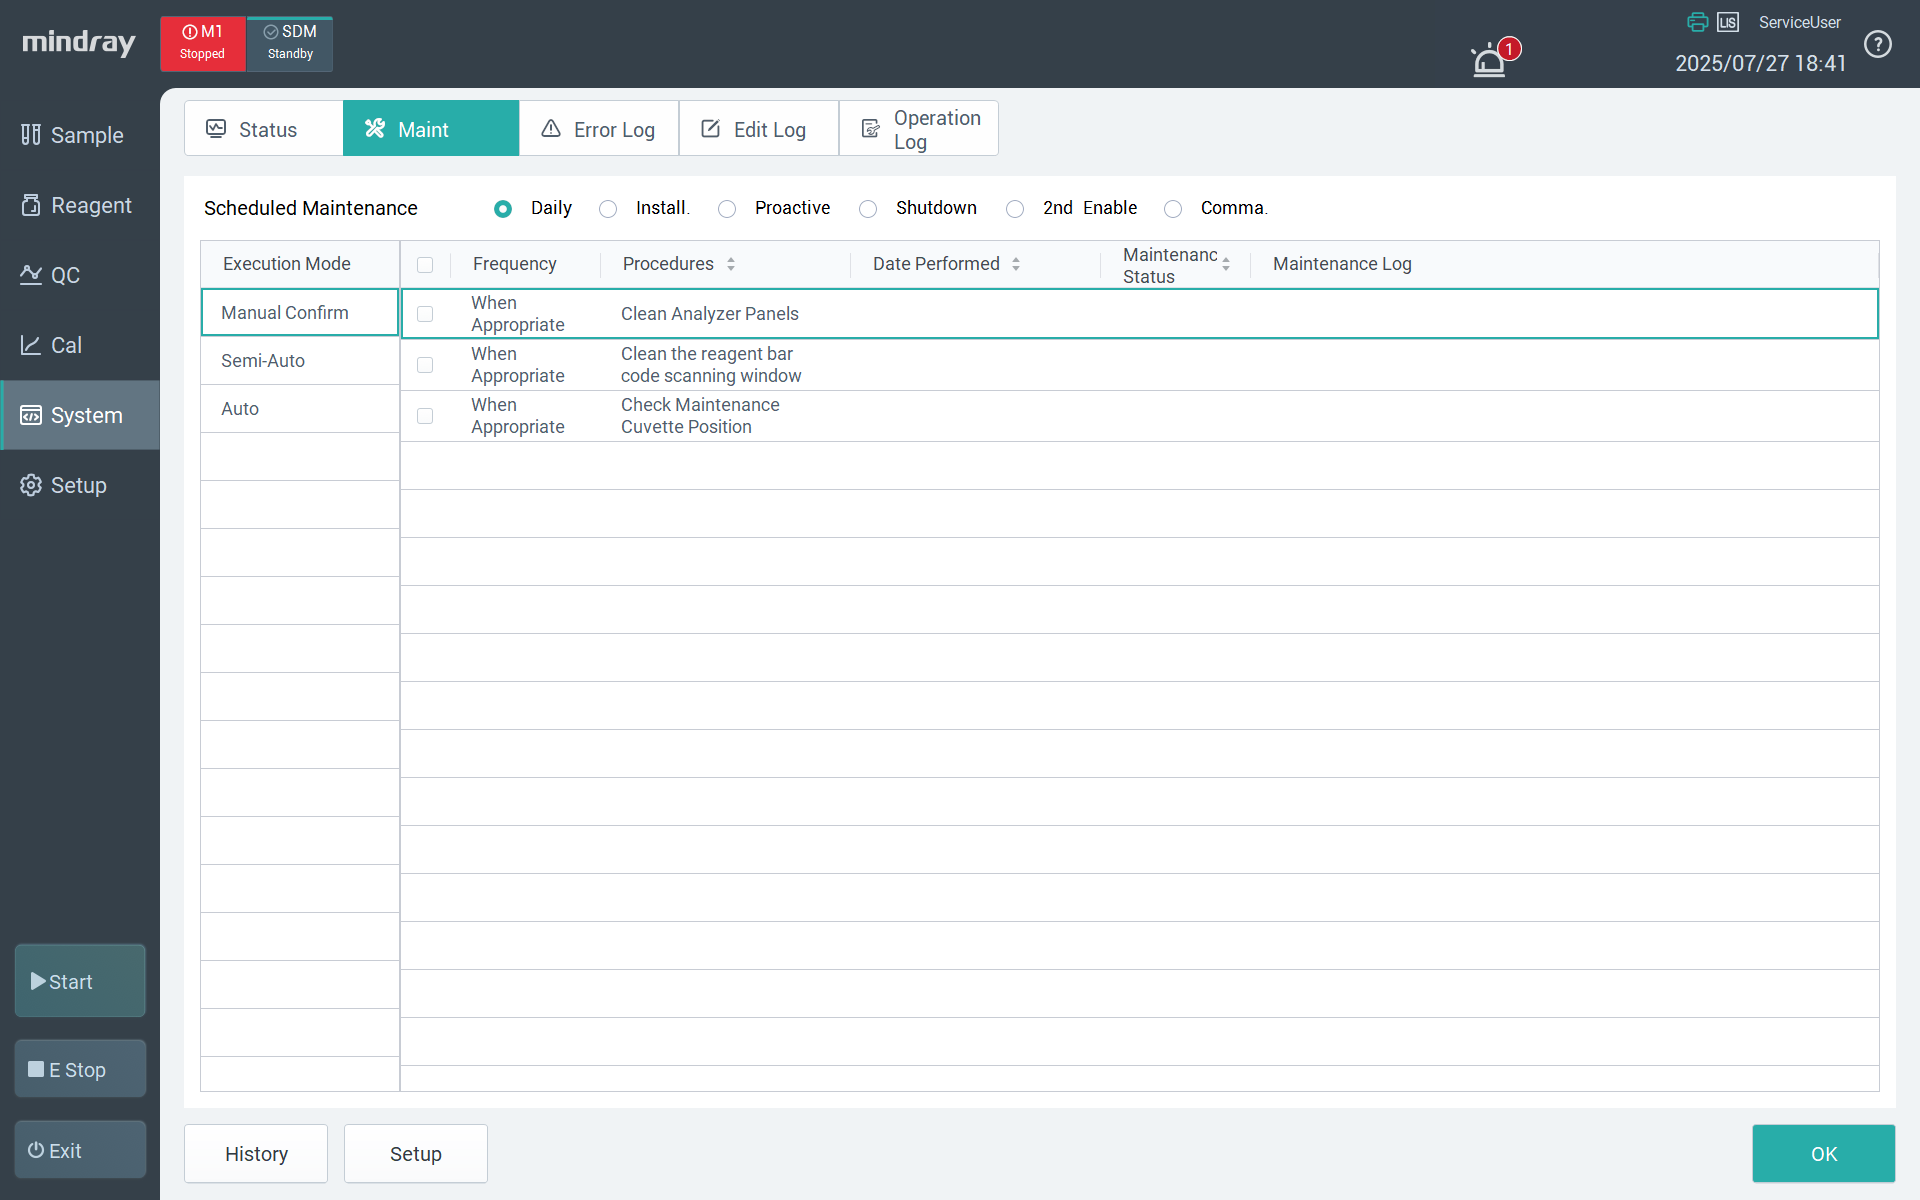 mindray
M1
Stopped
SDM
Standby
1
LIS
ServiceUser
2025/07/27 18:41
?
Sample
Reagent
QC
Cal
System
Setup
Start
E Stop
Exit
Status
Maint
Error Log
Edit Log
Operation
Log
Scheduled Maintenance
Daily
Install.
Proactive
Shutdown
2nd Enable
Comma.
Execution Mode
Frequency
Procedures
Date Performed
Maintenanc
Status
Maintenance Log
Manual Confirm
When
Appropriate
Clean Analyzer Panels
Semi-Auto
When
Appropriate
Clean the reagent bar
code scanning window
Auto
When
Appropriate
Check Maintenance
Cuvette Position
History
Setup
OK